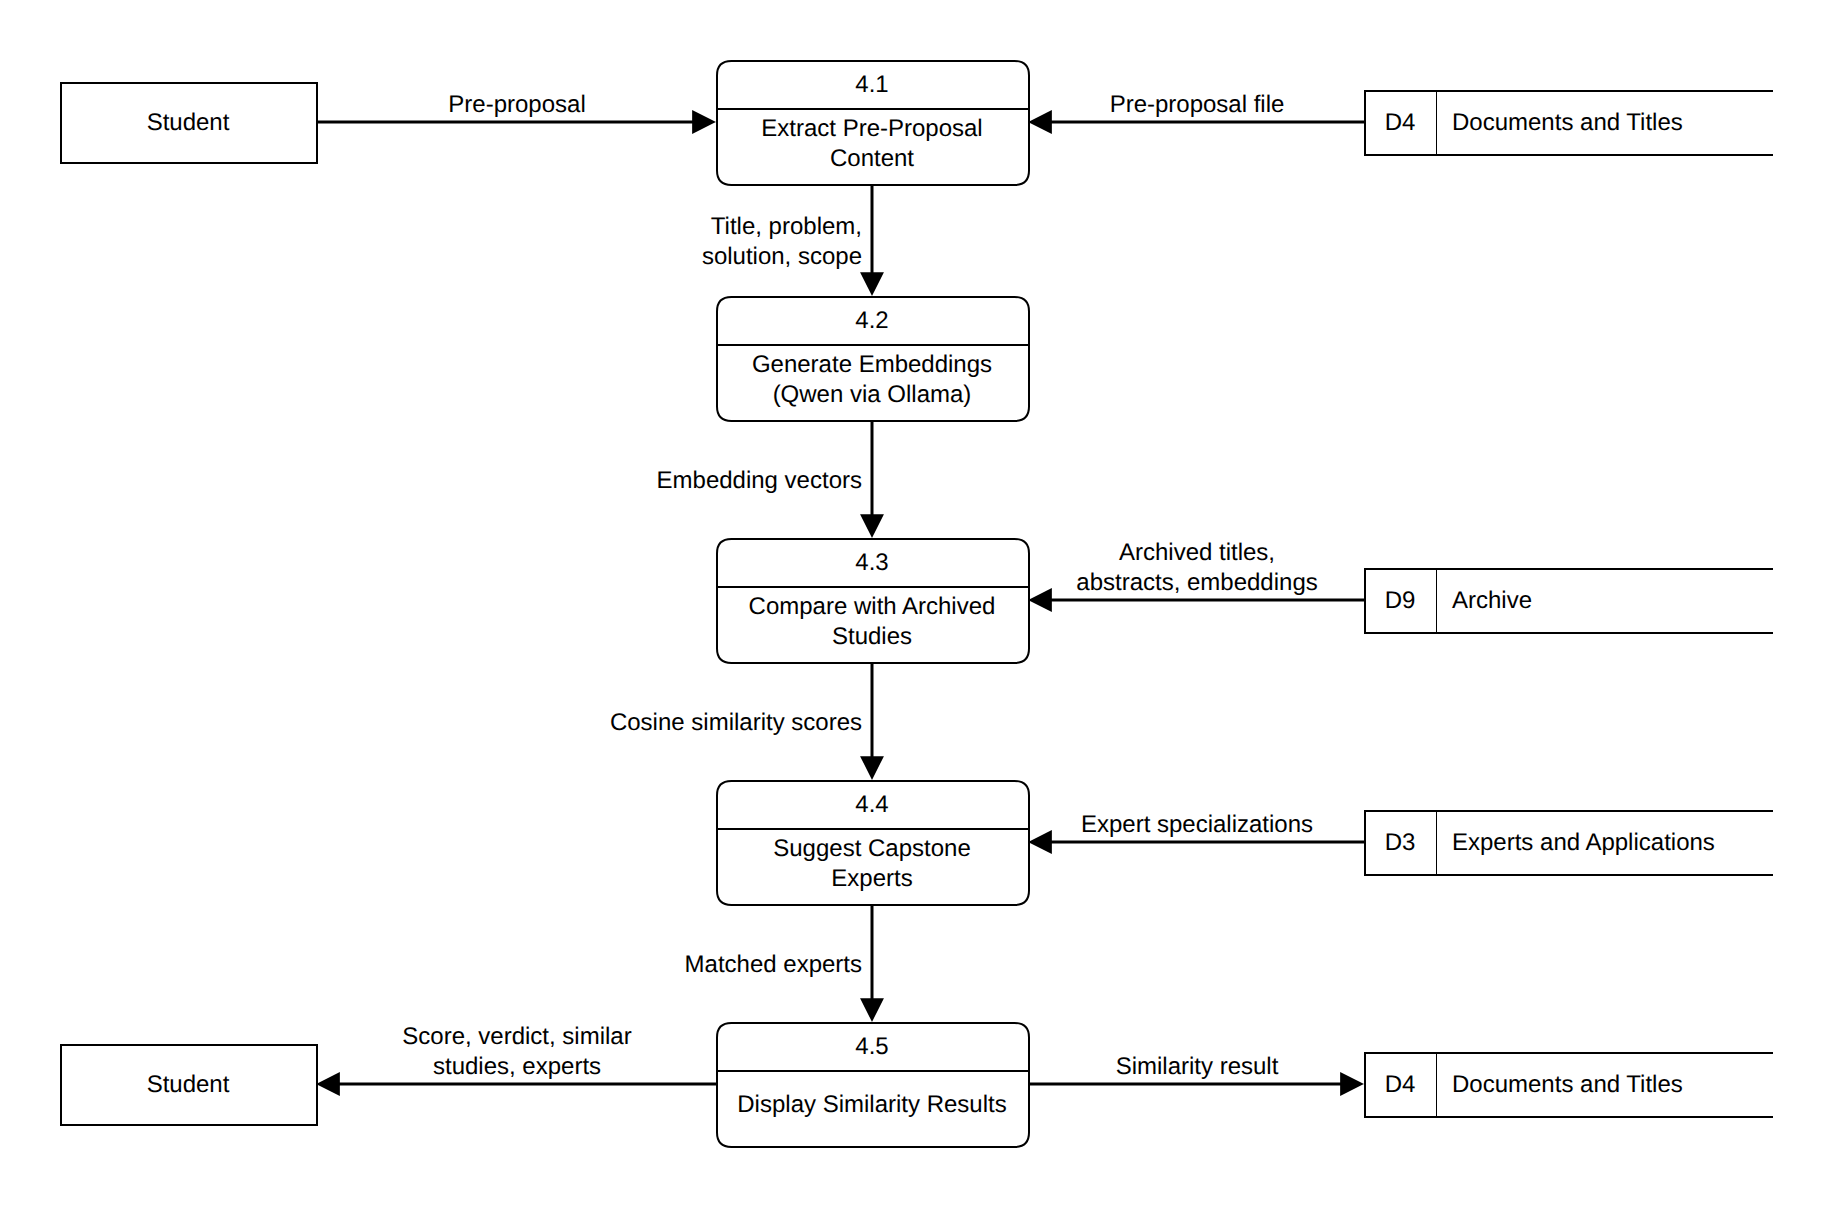 4.1
Student
Pre-proposal
Extract Pre-Proposal
Content
Pre-proposal file
D4
Documents and Titles
Title, problem,
solution, scope
4.2
Generate Embeddings
(Qwen via Ollama)
Embedding vectors
4.3
Compare with Archived
Studies
Archived titles,
abstracts, embeddings
D9
Archive
Cosine similarity scores
4.4
Suggest Capstone
Experts
Expert specializations
D3
Experts and Applications
Matched experts
4.5
Score, verdict, similar
studies, experts
Student
Display Similarity Results
Similarity result
D4
Documents and Titles